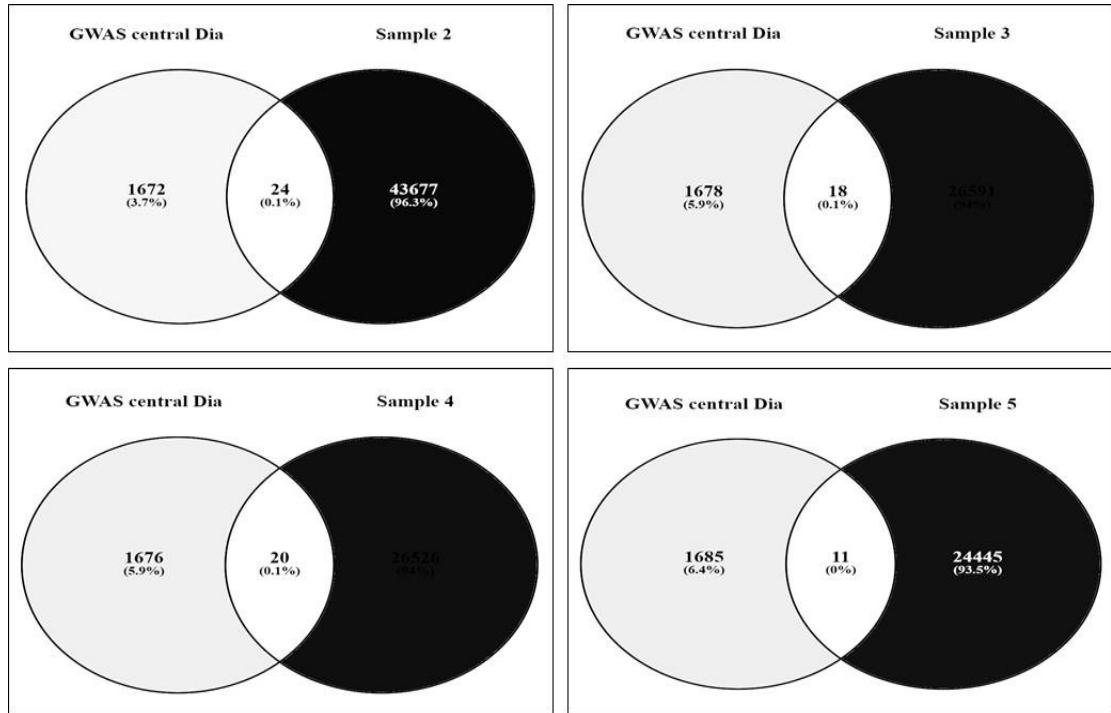 GWAS central Dia Sample 2
1672 24 43677
(3.7%) (0.1%) (96.3%)
GWAS central Dia Sample 3
1678 18 26591
(5.9%) (0.1%) (94%)
GWAS central Dia Sample 4
1676 20 26526
(5.9%) (0.1%) (94%)
GWAS central Dia Sample 5
1685 11 24445
(6.4%) (0%) (93.5%)